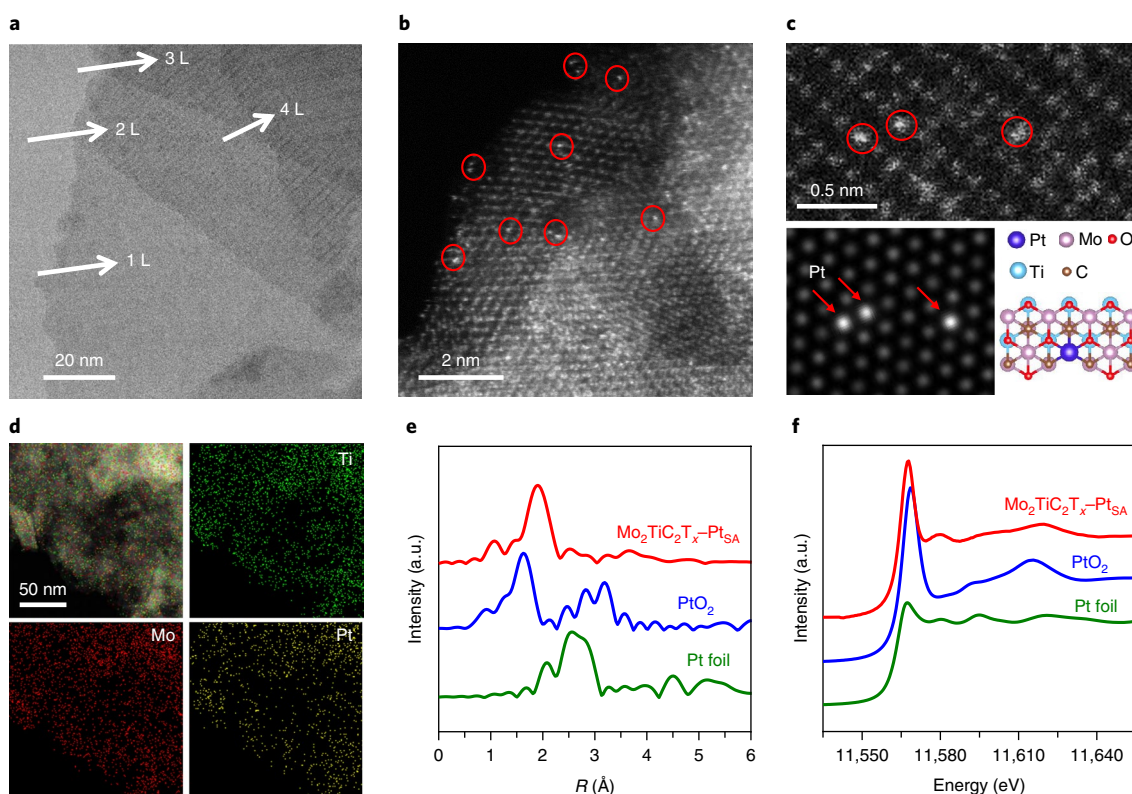 a
3 L
2 L
4 L
1 L
20 nm
b
2 nm
c
0.5 nm
Pt
Pt Mo O
Ti C
d
Ti
50 nm
Mo
Pt
e
Intensity (a.u.)
Mo₂TiC₂Tₓ–Pt_SA
PtO₂
Pt foil
0 1 2 3 4 5 6
R (Å)
f
Intensity (a.u.)
Mo₂TiC₂Tₓ–Pt_SA
PtO₂
Pt foil
11,550 11,580 11,610 11,640
Energy (eV)